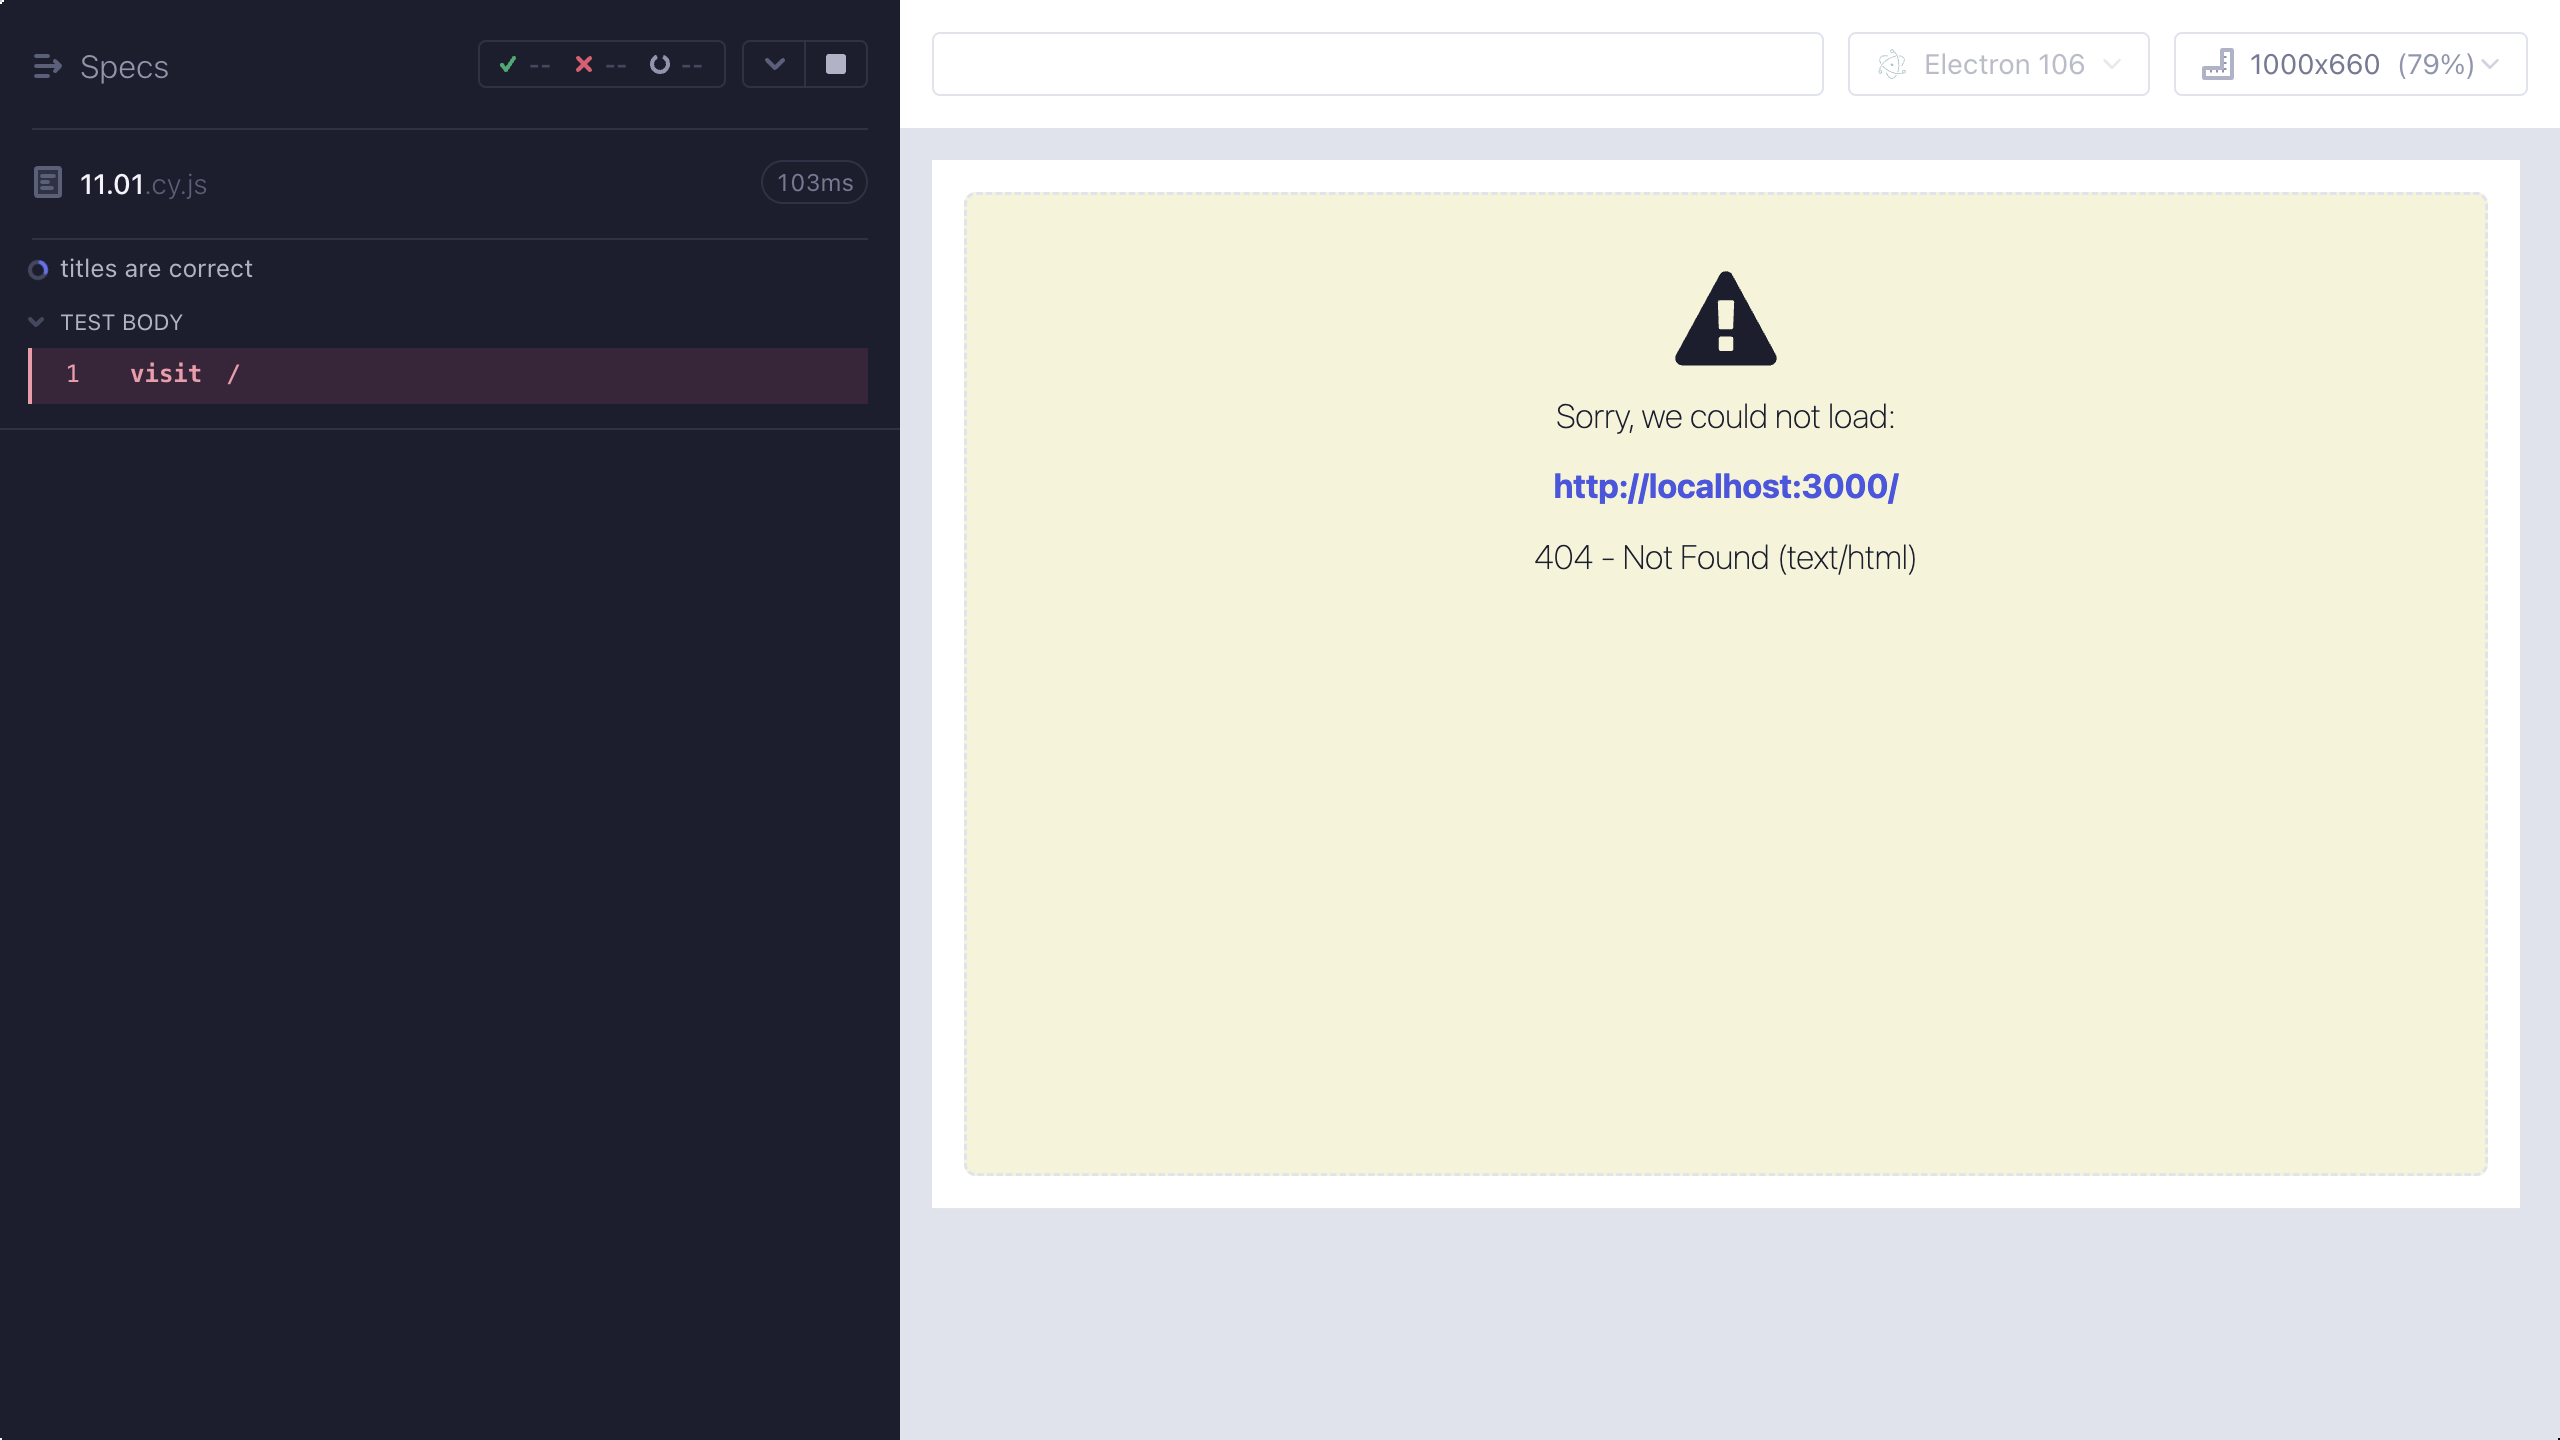 Specs
-- -- --
11.01.cy.js
103ms
titles are correct
TEST BODY
1 visit /
Electron 106
1000x660 (79%)
Sorry, we could not load:
http://localhost:3000/
404 - Not Found (text/html)